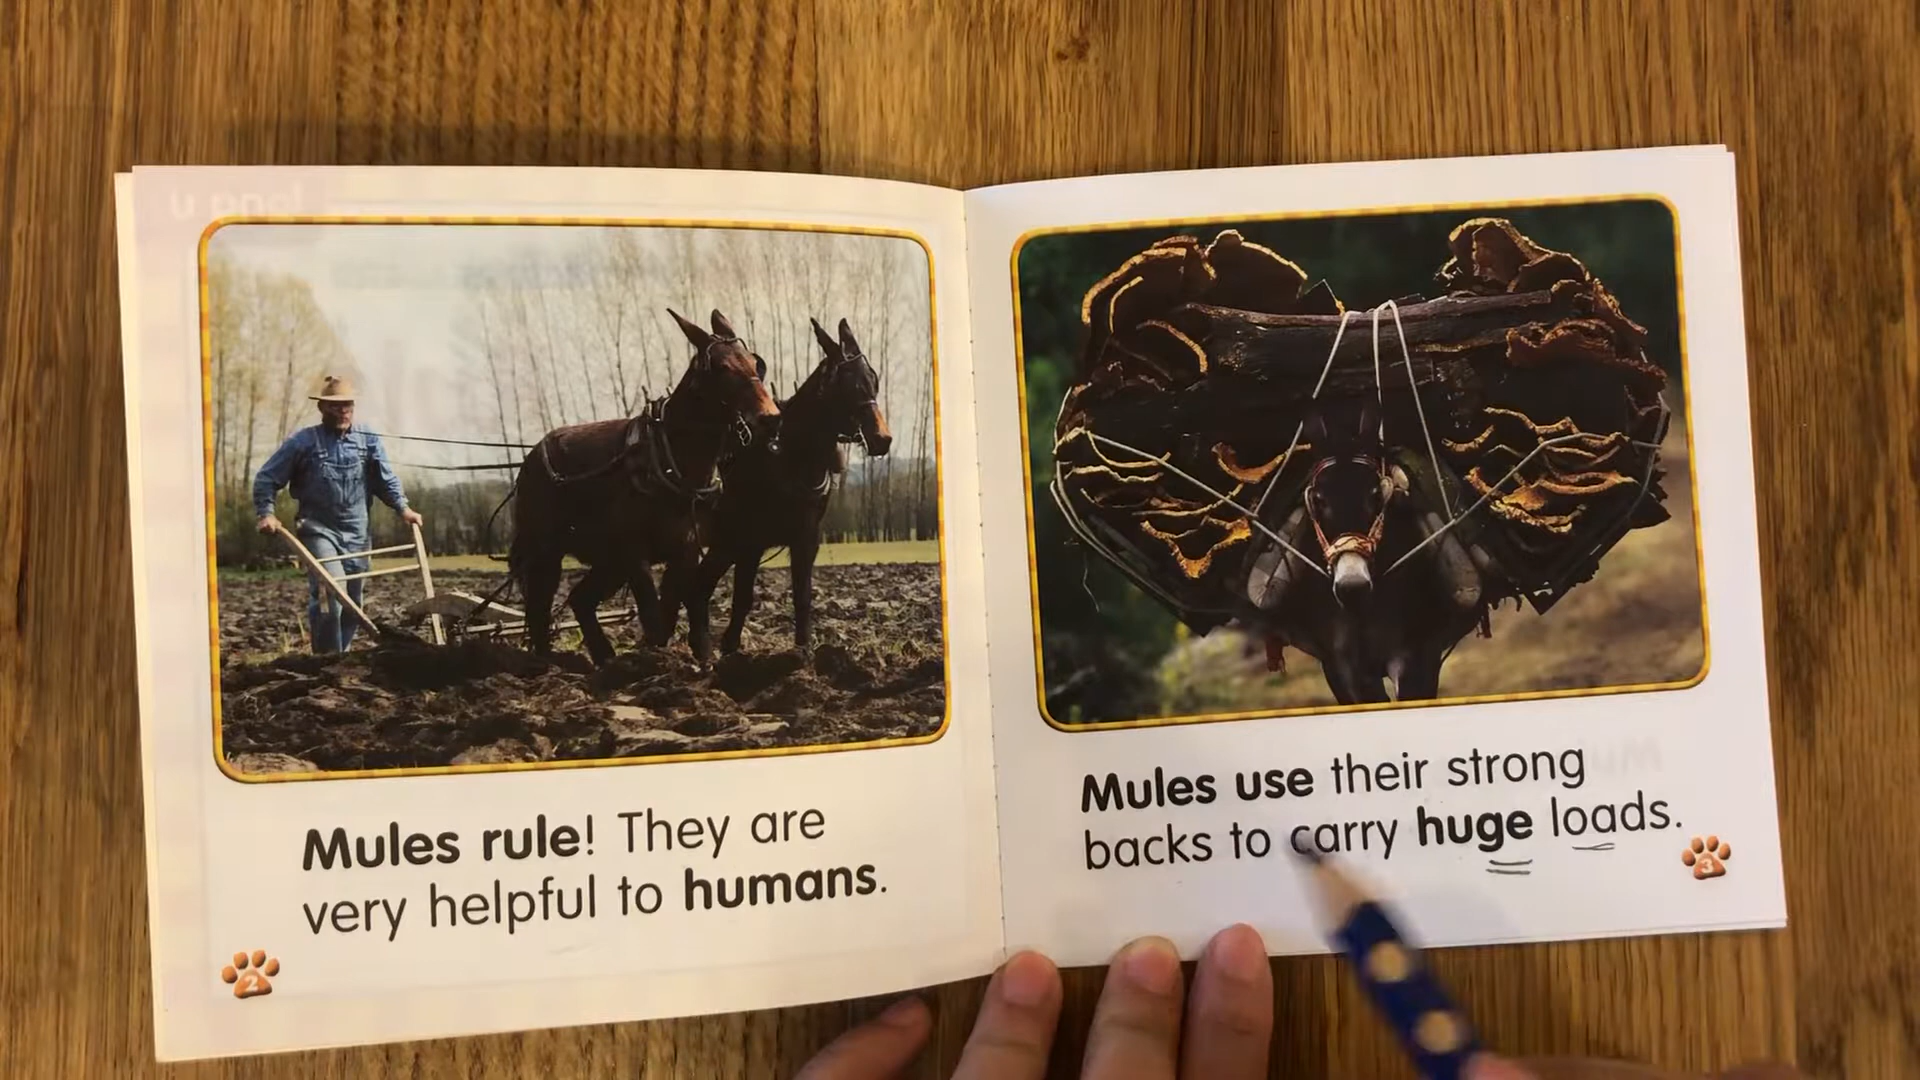 Mules rule! They are
very helpful to humans.
2
Mules use their strong
backs to carry huge loads.
3